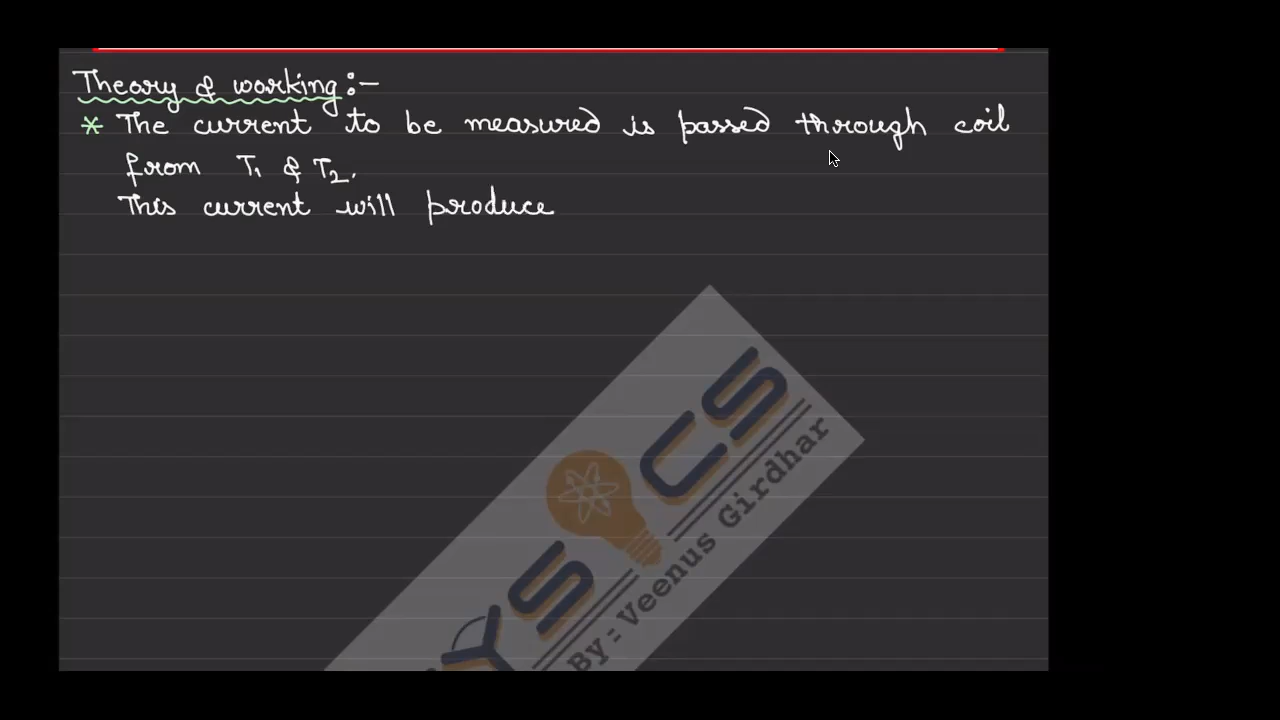 Theory & working :-
* The current to be measured is passed through coil
from T₁ & T₂.
This current will produce
YSICS
By: Veenus Girdhar